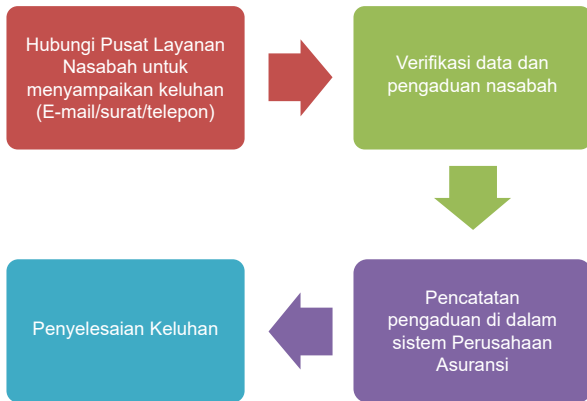 Hubungi Pusat Layanan
Nasabah untuk
menyampaikan keluhan
(E-mail/surat/telepon)
Verifikasi data dan
pengaduan nasabah
Pencatatan
pengaduan di dalam
sistem Perusahaan
Asuransi
Penyelesaian Keluhan